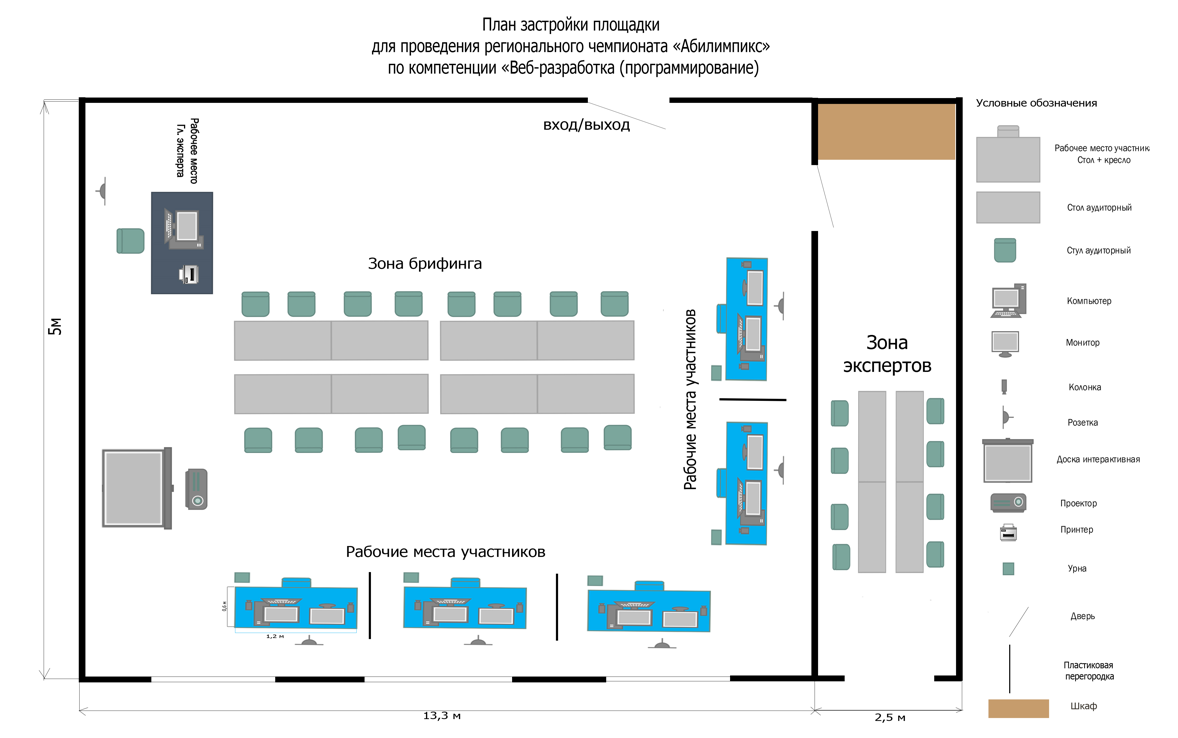 План застройки площадки
для проведения регионального чемпионата «Абилимпикс»
по компетенции «Веб-разработка (программирование)
вход/выход
Условные обозначения
Рабочее место
Гл. эксперта
Рабочее место участник
Стол + кресло
Стол аудиторный
Стул аудиторный
Зона брифинга
Компьютер
5м
Монитор
Рабочие места участников
Зона
экспертов
Колонка
Розетка
Доска интерактивная
Проектор
Принтер
Рабочие места участников
Урна
0,6 м
1,2 м
Дверь
Пластиковая
перегородка
Шкаф
13,3 м
2,5 м